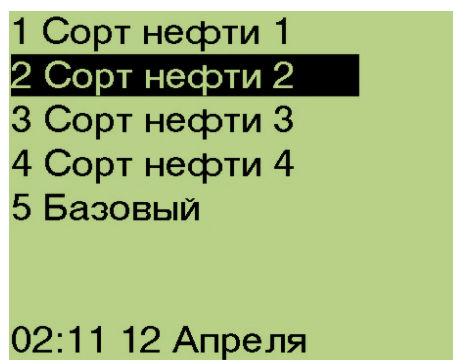 1 Сорт нефти 1
2 Сорт нефти 2
3 Сорт нефти 3
4 Сорт нефти 4
5 Базовый
02:11 12 Апреля